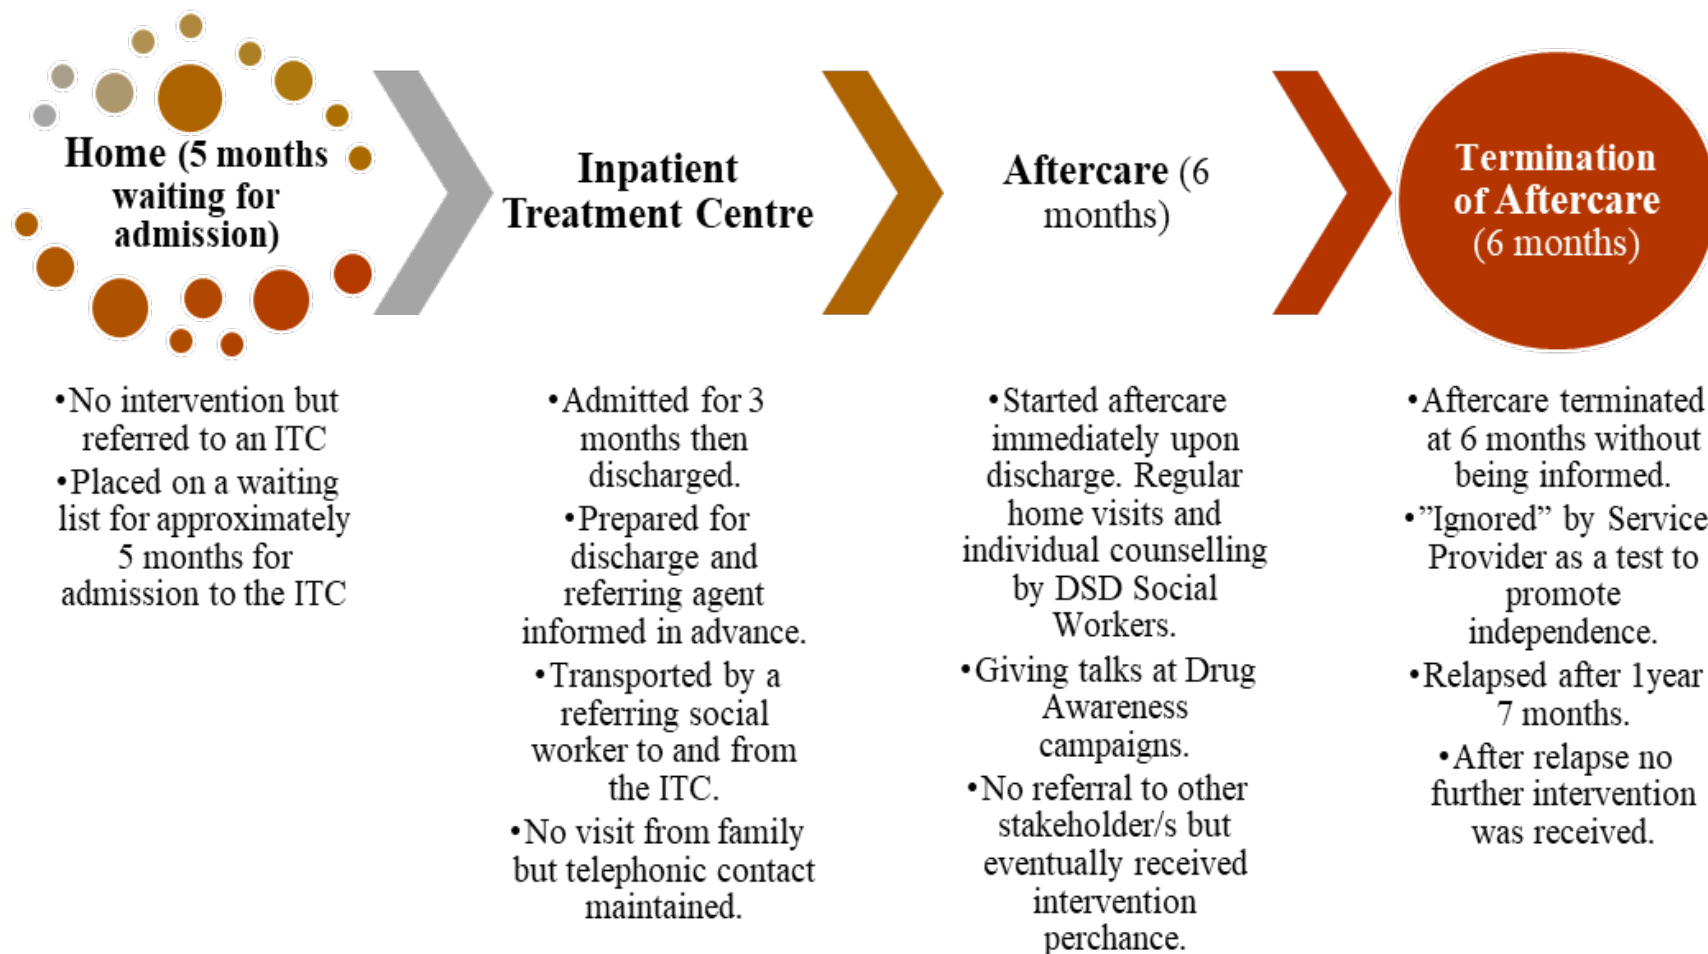 Home (5 months
waiting for
admission)
•No intervention but
referred to an ITC
•Placed on a waiting
list for approximately
5 months for
admission to the ITC
Inpatient
Treatment Centre
•Admitted for 3
months then
discharged.
•Prepared for
discharge and
referring agent
informed in advance.
•Transported by a
referring social
worker to and from
the ITC.
•No visit from family
but telephonic contact
maintained.
Aftercare (6
months)
•Started aftercare
immediately upon
discharge. Regular
home visits and
individual counselling
by DSD Social
Workers.
•Giving talks at Drug
Awareness
campaigns.
•No referral to other
stakeholder/s but
eventually received
intervention
perchance.
Termination
of Aftercare
(6 months)
•Aftercare terminated
at 6 months without
being informed.
•”Ignored” by Service
Provider as a test to
promote
independence.
•Relapsed after 1year
7 months.
•After relapse no
further intervention
was received.